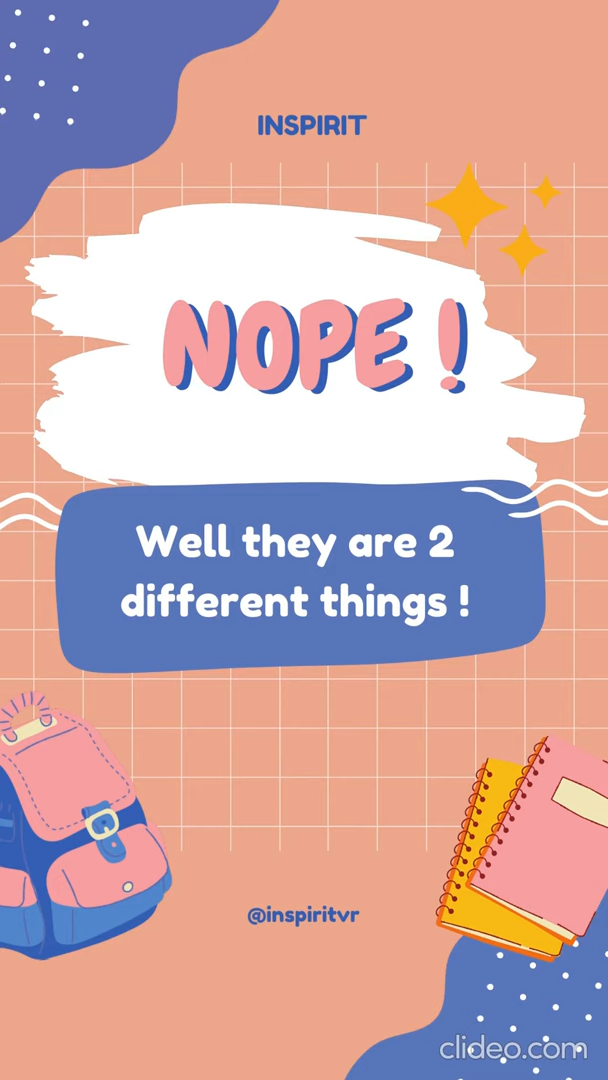 INSPIRIT
NOPE !
Well they are 2
different things !
@inspiritvr
clideo.com